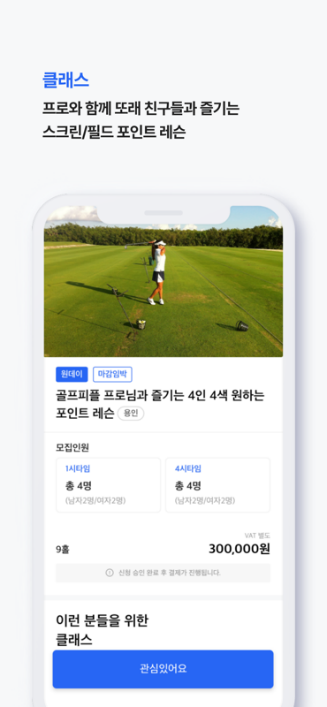 클래스
프로와 함께 또래 친구들과 즐기는
스크린/필드 포인트 레슨
원데이 마감임박
골프피플 프로님과 즐기는 4인 4색 원하는
포인트 레슨 용인
모집인원
1시타임
총 4명
(남자2명/여자2명)
4시타임
총 4명
(남자2명/여자2명)
VAT 별도
9홀 300,000원
신청 승인 완료 후 결제가 진행됩니다.
이런 분들을 위한
클래스
관심있어요